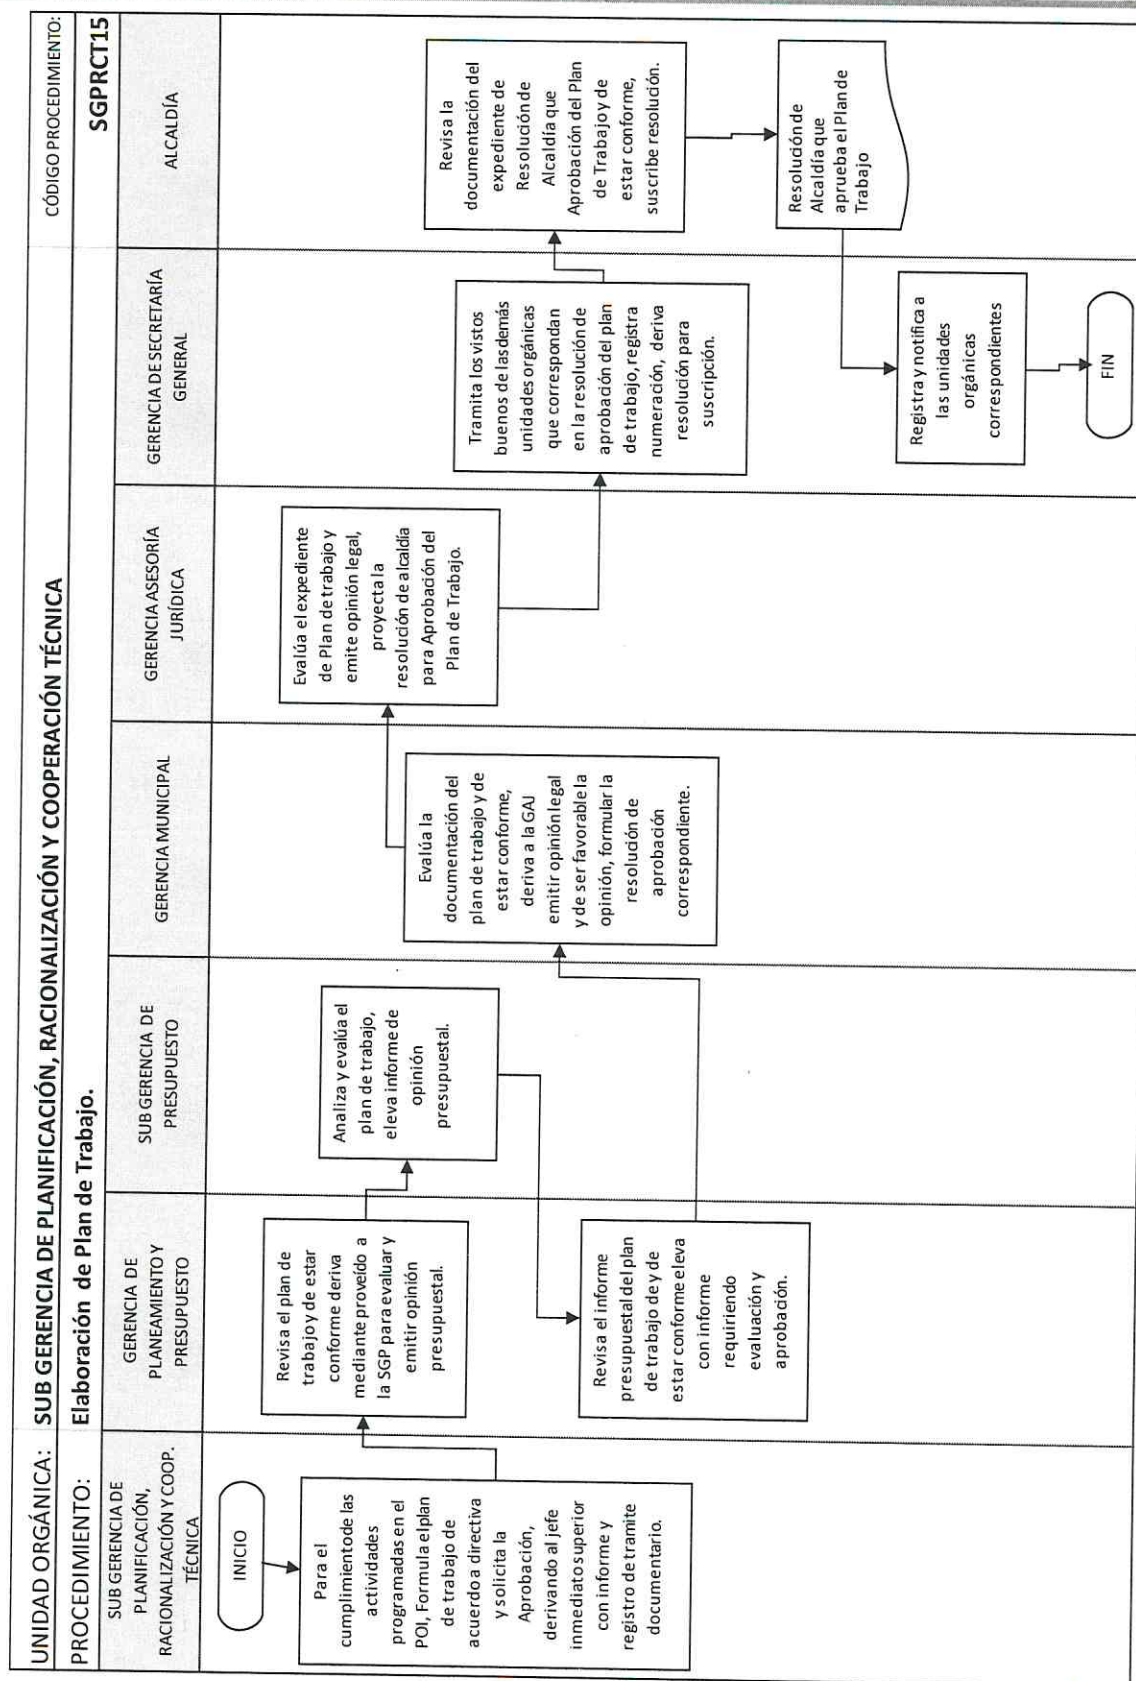 UNIDAD ORGÁNICA: SUB GERENCIA DE PLANIFICACIÓN, RACIONALIZACIÓN Y COOPERACIÓN TÉCNICA
CÓDIGO PROCEDIMIENTO:
PROCEDIMIENTO: Elaboración de Plan de Trabajo.
SGPRCT15
SUB GERENCIA DE
PLANIFICACIÓN,
RACIONALIZACIÓN Y COOP.
TÉCNICA
GERENCIA DE
PLANEAMIENTO Y
PRESUPUESTO
SUB GERENCIA DE
PRESUPUESTO
GERENCIA MUNICIPAL
GERENCIA ASESORÍA
JURÍDICA
GERENCIA DE SECRETARÍA
GENERAL
ALCALDÍA
INICIO
Para el
cumplimiento de las
actividades
programadas en el
POI, Formula el plan
de trabajo de
acuerdo a directiva
y solicita la
Aprobación,
derivando al jefe
inmediato superior
con informe y
registro de tramite
documentario.
Revisa el plan de
trabajo y de estar
conforme deriva
mediante proveído a
la SGP para evaluar y
emitir opinión
presupuestal.
Analiza y evalúa el
plan de trabajo,
eleva informe de
opinión
presupuestal.
Revisa el informe
presupuestal del plan
de trabajo de y de
estar conforme eleva
con informe
requiriendo
evaluación y
aprobación.
Evalúa la
documentación del
plan de trabajo y de
estar conforme,
deriva a la GAJ
emitir opinión legal
y de ser favorable la
opinión, formular la
resolución de
aprobación
correspondiente.
Evalúa el expediente
de Plan de trabajo y
emite opinión legal,
proyecta la
resolución de alcaldía
para Aprobación del
Plan de Trabajo.
Tramita los vistos
buenos de las demás
unidades orgánicas
que correspondan
en la resolución de
aprobación del plan
de trabajo, registra
numeración, deriva
resolución para
suscripción.
Revisa la
documentación del
expediente de
Resolución de
Alcaldía que
Aprobación del Plan
de Trabajo y de
estar conforme,
suscribe resolución.
Resolución de
Alcaldía que
aprueba el Plan de
Trabajo
Registra y notifica a
las unidades
orgánicas
correspondientes
FIN